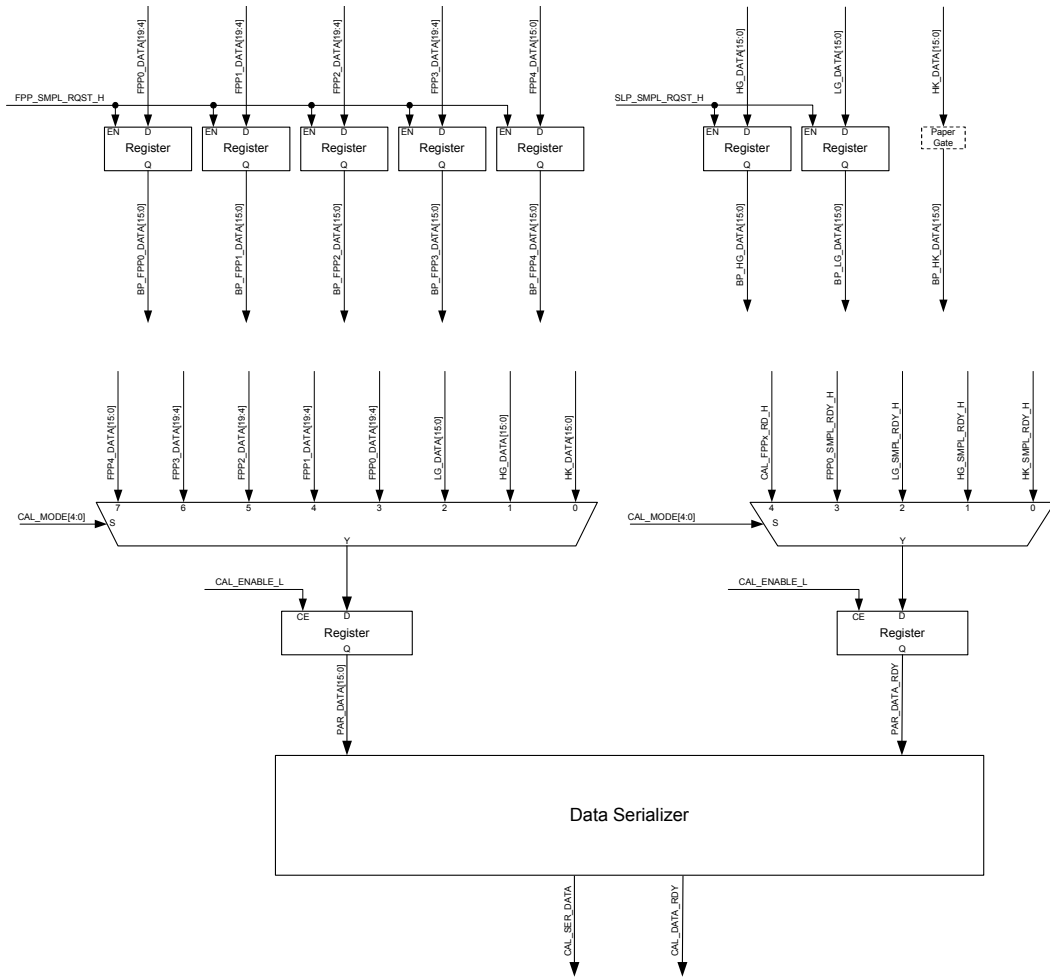 FPP0_DATA[19:4]
FPP1_DATA[19:4]
FPP2_DATA[19:4]
FPP3_DATA[19:4]
FPP4_DATA[15:0]
HG_DATA[15:0]
LG_DATA[15:0]
HK_DATA[15:0]
FPP_SMPL_RQST_H
SLP_SMPL_RQST_H
EN D
Register
Q
EN D
Register
Q
EN D
Register
Q
EN D
Register
Q
EN D
Register
Q
EN D
Register
Q
EN D
Register
Q
Paper
Gate
BP_FPP0_DATA[15:0]
BP_FPP1_DATA[15:0]
BP_FPP2_DATA[15:0]
BP_FPP3_DATA[15:0]
BP_FPP4_DATA[15:0]
BP_HG_DATA[15:0]
BP_LG_DATA[15:0]
BP_HK_DATA[15:0]
FPP4_DATA[15:0]
FPP3_DATA[19:4]
FPP2_DATA[19:4]
FPP1_DATA[19:4]
FPP0_DATA[19:4]
LG_DATA[15:0]
HG_DATA[15:0]
HK_DATA[15:0]
7 6 5 4 3 2 1 0
CAL_MODE[4:0]
S
Y
CAL_FPPx_RD_H
FPP0_SMPL_RDY_H
LG_SMPL_RDY_H
HG_SMPL_RDY_H
HK_SMPL_RDY_H
4 3 2 1 0
CAL_MODE[4:0]
S
Y
CAL_ENABLE_L
CE D
Register
Q
CAL_ENABLE_L
CE D
Register
Q
PAR_DATA[15:0]
PAR_DATA_RDY
Data Serializer
CAL_SER_DATA
CAL_DATA_RDY